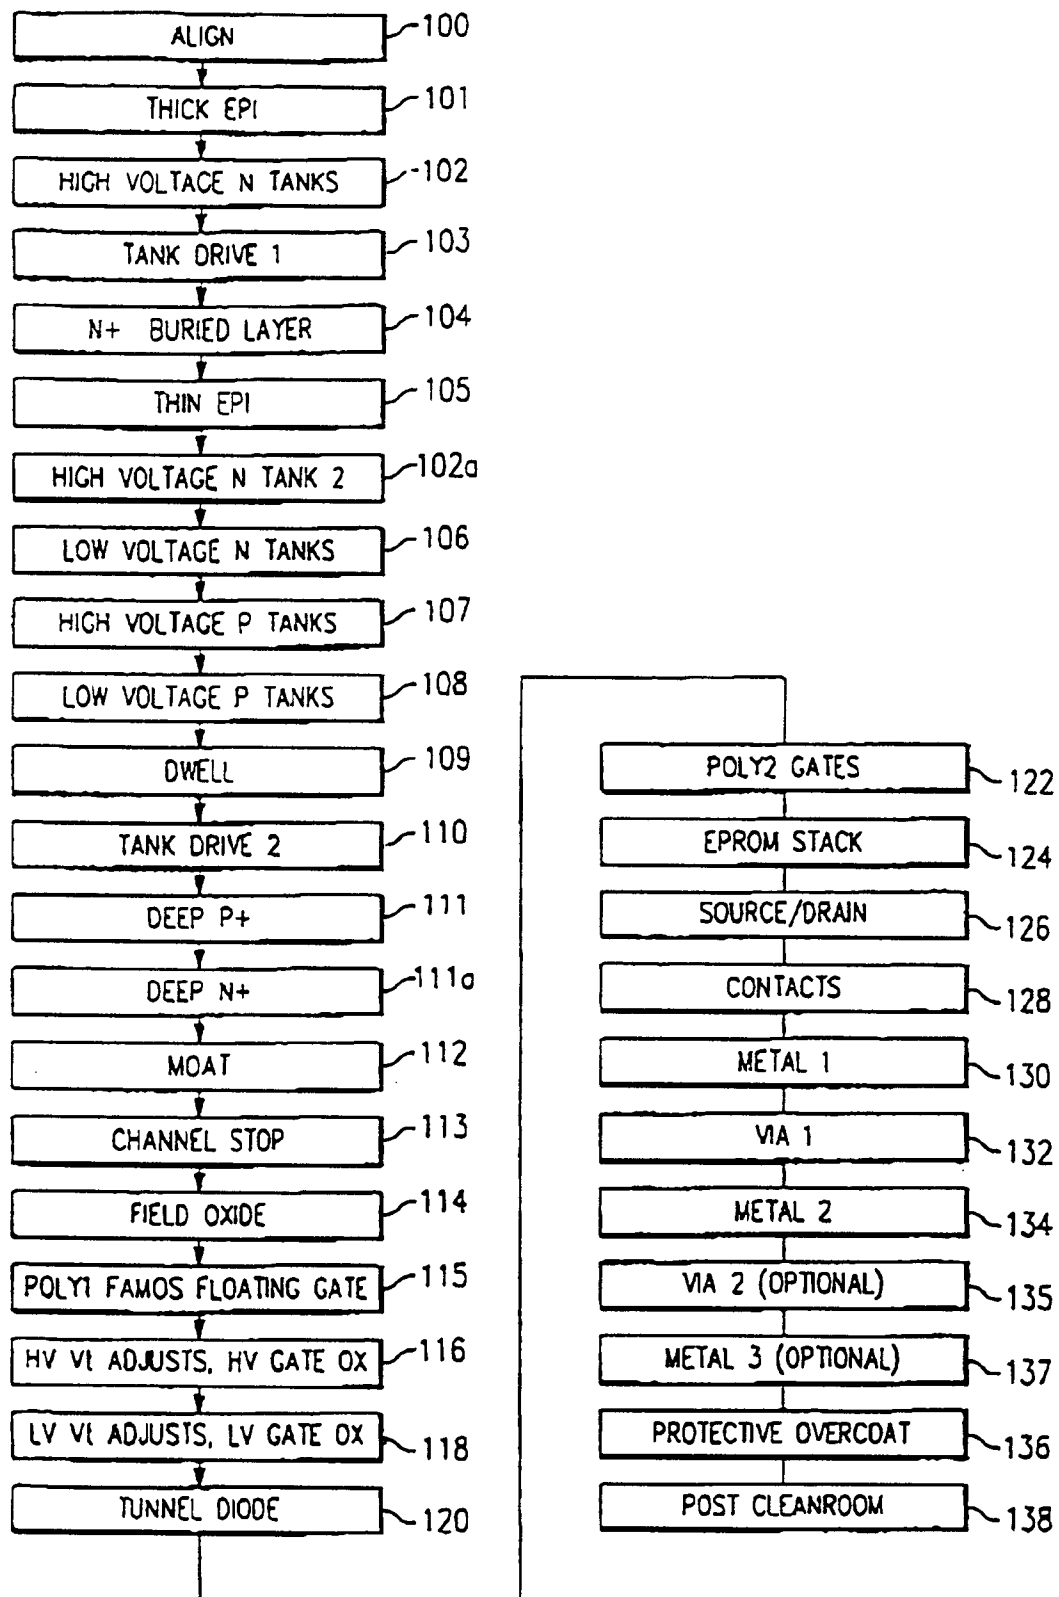 ALIGN 100
THICK EPI 101
HIGH VOLTAGE N TANKS 102
TANK DRIVE 1 103
N+ BURIED LAYER 104
THIN EPI 105
HIGH VOLTAGE N TANK 2 102a
LOW VOLTAGE N TANKS 106
HIGH VOLTAGE P TANKS 107
LOW VOLTAGE P TANKS 108
DWELL 109
TANK DRIVE 2 110
DEEP P+ 111
DEEP N+ 111a
MOAT 112
CHANNEL STOP 113
FIELD OXIDE 114
POLY1 FAMOS FLOATING GATE 115
HV Vt ADJUSTS, HV GATE OX 116
LV Vt ADJUSTS, LV GATE OX 118
TUNNEL DIODE 120
POLY2 GATES 122
EPROM STACK 124
SOURCE/DRAIN 126
CONTACTS 128
METAL 1 130
VIA 1 132
METAL 2 134
VIA 2 (OPTIONAL) 135
METAL 3 (OPTIONAL) 137
PROTECTIVE OVERCOAT 136
POST CLEANROOM 138